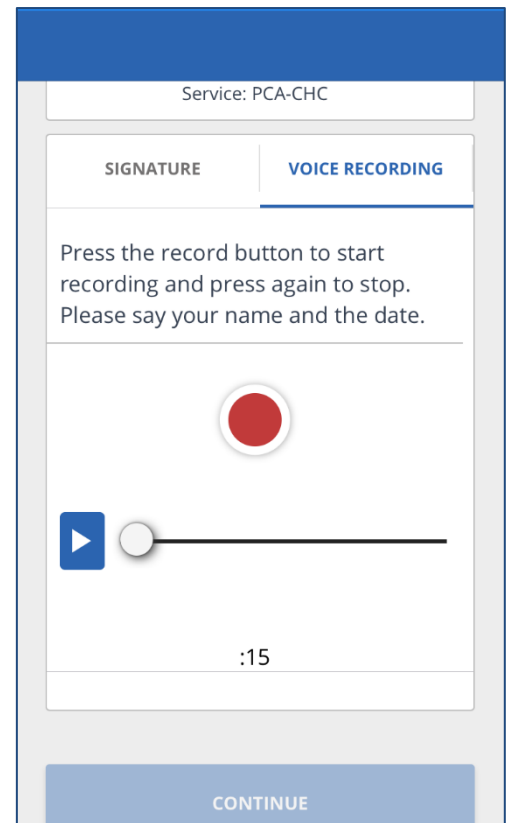 Service: PCA-CHC
SIGNATURE
VOICE RECORDING
Press the record button to start
recording and press again to stop.
Please say your name and the date.
:15
CONTINUE